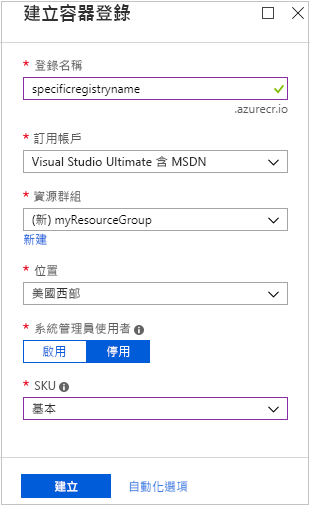 建立容器登錄
* 登錄名稱
specificregistryname
.azurecr.io
* 訂用帳戶
Visual Studio Ultimate 含 MSDN
* 資源群組
(新) myResourceGroup
新建
* 位置
美國西部
* 系統管理員使用者
啟用 停用
* SKU
基本
建立 自動化選項